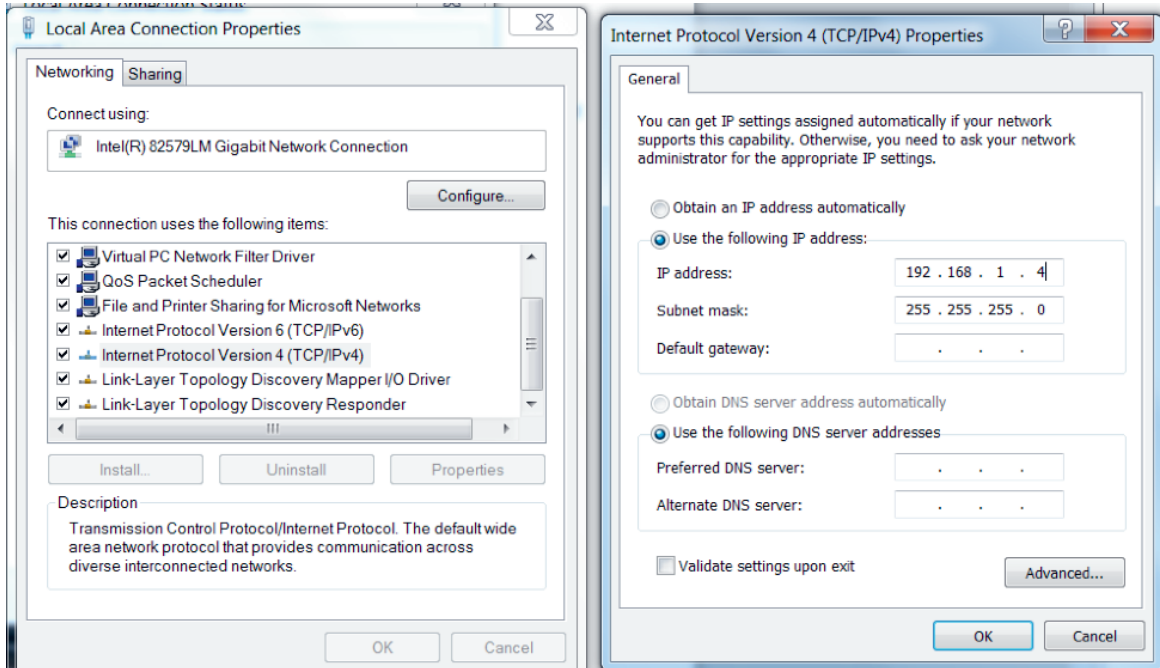 Local Area Connection Status
Local Area Connection Properties
Networking
Sharing
Connect using:
Intel(R) 82579LM Gigabit Network Connection
Configure...
This connection uses the following items:
Virtual PC Network Filter Driver
QoS Packet Scheduler
File and Printer Sharing for Microsoft Networks
Internet Protocol Version 6 (TCP/IPv6)
Internet Protocol Version 4 (TCP/IPv4)
Link-Layer Topology Discovery Mapper I/O Driver
Link-Layer Topology Discovery Responder
Install...
Uninstall
Properties
Description
Transmission Control Protocol/Internet Protocol. The default wide
area network protocol that provides communication across
diverse interconnected networks.
OK
Cancel
Internet Protocol Version 4 (TCP/IPv4) Properties
General
You can get IP settings assigned automatically if your network
supports this capability. Otherwise, you need to ask your network
administrator for the appropriate IP settings.
Obtain an IP address automatically
Use the following IP address:
IP address: 192 . 168 . 1 . 4
Subnet mask: 255 . 255 . 255 . 0
Default gateway: . . .
Obtain DNS server address automatically
Use the following DNS server addresses
Preferred DNS server: . . .
Alternate DNS server: . . .
Validate settings upon exit
Advanced...
OK
Cancel